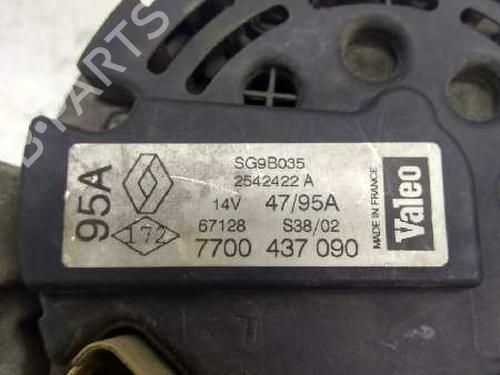 95A
SG9B035
2542422 A
14V 47/95A
67128 S38/02
172
7700 437 090
Valeo
MADE IN FRANCE
B-PARTS